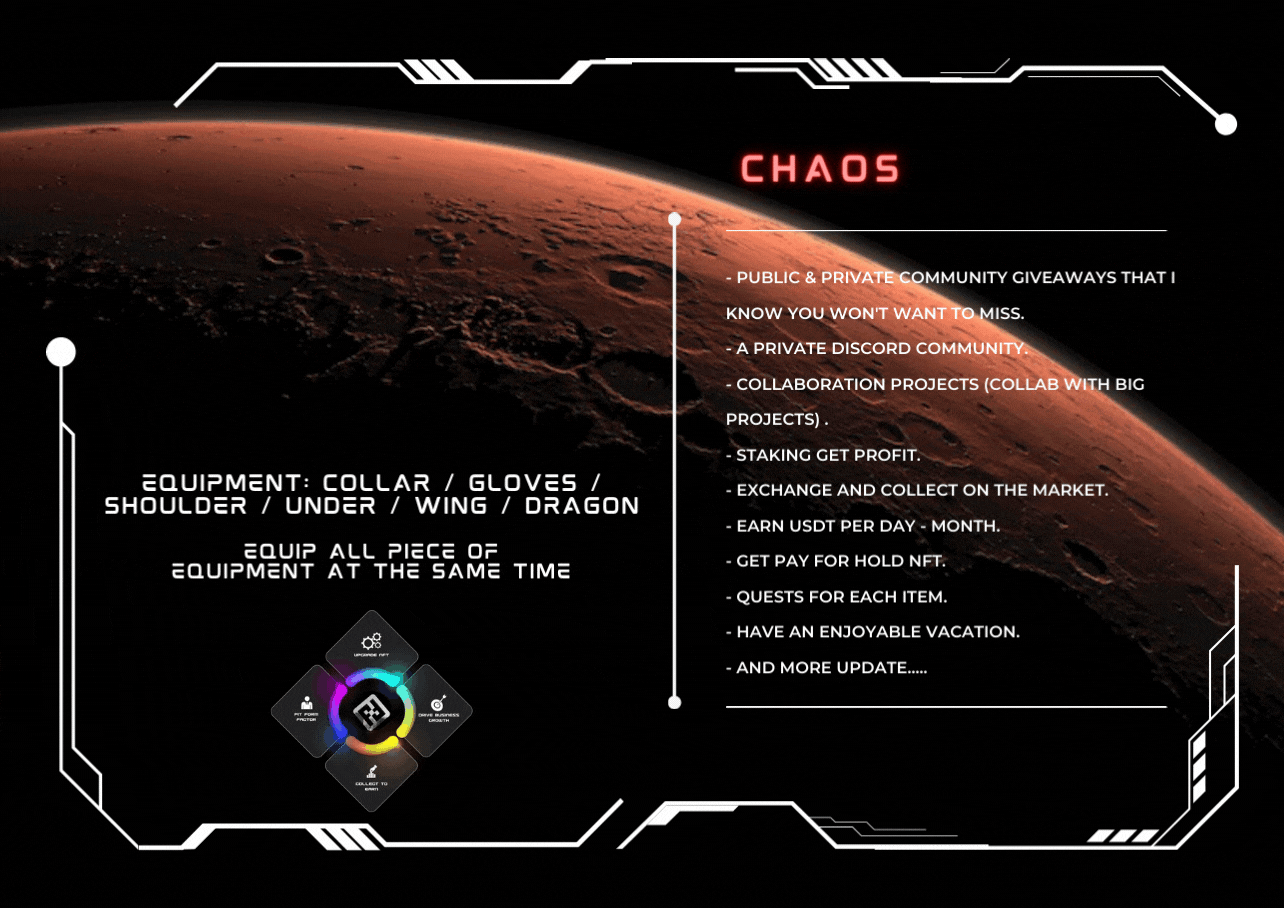 CHAOS
- PUBLIC & PRIVATE COMMUNITY GIVEAWAYS THAT I
KNOW YOU WON'T WANT TO MISS.
- A PRIVATE DISCORD COMMUNITY.
- COLLABORATION PROJECTS (COLLAB WITH BIG
PROJECTS) .
- STAKING GET PROFIT.
- EXCHANGE AND COLLECT ON THE MARKET.
- EARN USDT PER DAY - MONTH.
- GET PAY FOR HOLD NFT.
- QUESTS FOR EACH ITEM.
- HAVE AN ENJOYABLE VACATION.
- AND MORE UPDATE.....
EQUIPMENT: COLLAR / GLOVES /
SHOULDER / UNDER / WING / DRAGON
EQUIP ALL PIECE OF
EQUIPMENT AT THE SAME TIME
UPGRADE NFT
FIT FORM
FACTOR
DRIVE BUSINESS
GROWTH
COLLECT TO
EARN